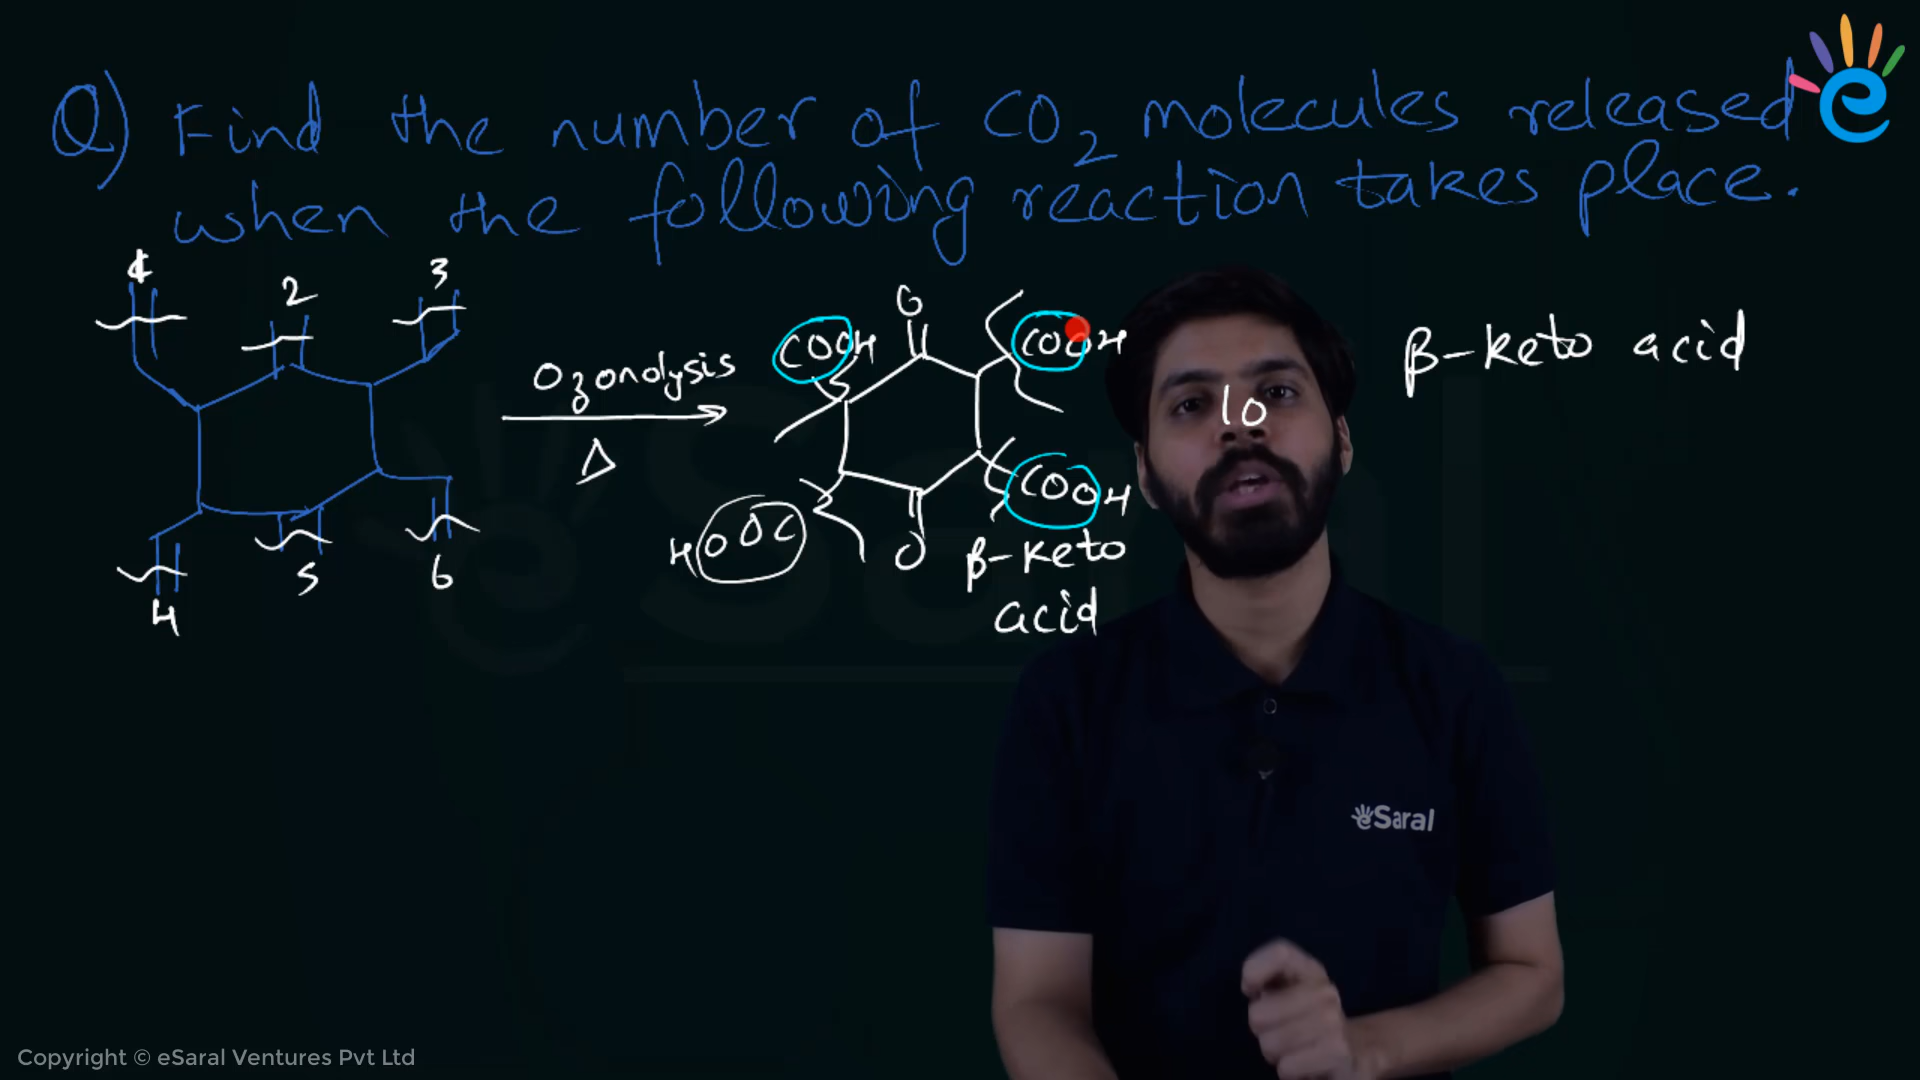 Q) Find the number of CO2 molecules released
when the following reaction takes place.
1 2 3
4 5 6
Ozonolysis
Δ
COOH O COOH
HOOC O COOH
β-keto
acid
10
β-keto acid
eSaral
Copyright © eSaral Ventures Pvt Ltd